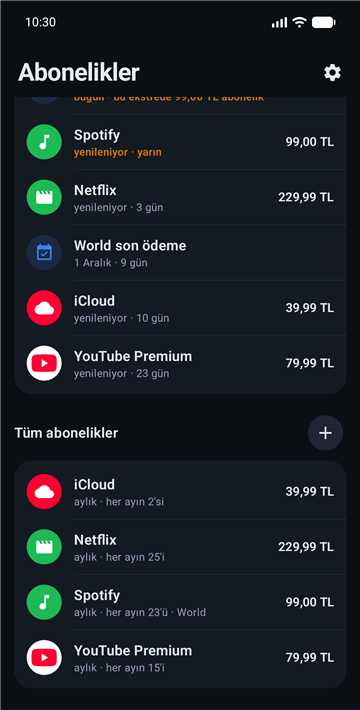 10:30
Abonelikler
bugün · bu ekstrede 99,00 TL abonelik
Spotify
99,00 TL
yenileniyor · yarın
Netflix
229,99 TL
yenileniyor · 3 gün
World son ödeme
1 Aralık · 9 gün
iCloud
39,99 TL
yenileniyor · 10 gün
YouTube Premium
79,99 TL
yenileniyor · 23 gün
Tüm abonelikler
iCloud
39,99 TL
aylık · her ayın 2'si
Netflix
229,99 TL
aylık · her ayın 25'i
Spotify
99,00 TL
aylık · her ayın 23'ü · World
YouTube Premium
79,99 TL
aylık · her ayın 15'i